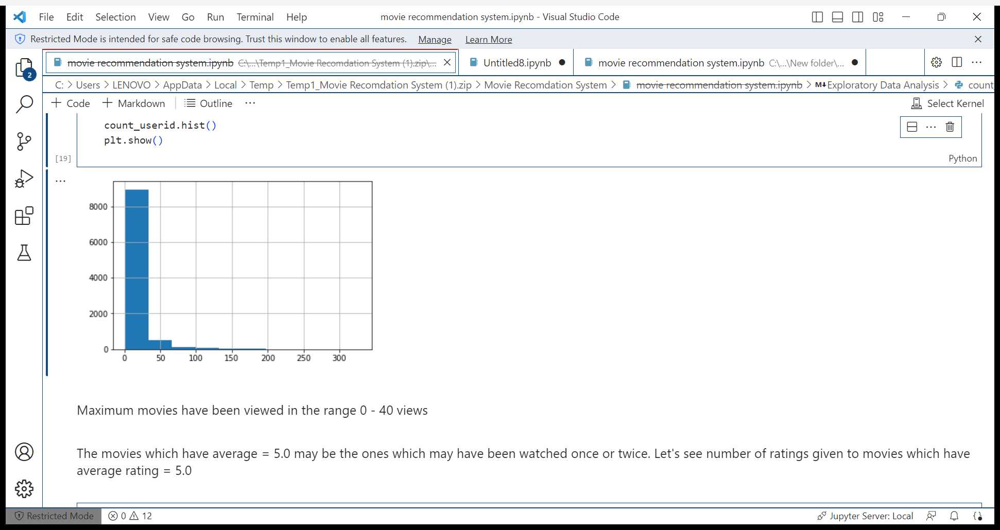 File Edit Selection View Go Run Terminal Help movie recommendation system.ipynb - Visual Studio Code
Restricted Mode is intended for safe code browsing. Trust this window to enable all features. Manage Learn More
movie recommendation system.ipynb C:\...\Temp1_Movie Recomdation System (1).zip\... Untitled8.ipynb movie recommendation system.ipynb C:\...\New folder\...
2
C: > Users > LENOVO > AppData > Local > Temp > Temp1_Movie Recomdation System (1).zip > Movie Recomdation System > movie recommendation system.ipynb > M↓Exploratory Data Analysis > count
+ Code + Markdown Outline ... Select Kernel
count_userid.hist()
plt.show()
[19]
Python
...
8000
6000
4000
2000
0
0 50 100 150 200 250 300
Maximum movies have been viewed in the range 0 - 40 views
The movies which have average = 5.0 may be the ones which may have been watched once or twice. Let's see number of ratings given to movies which have
average rating = 5.0
Restricted Mode 0 12 Jupyter Server: Local